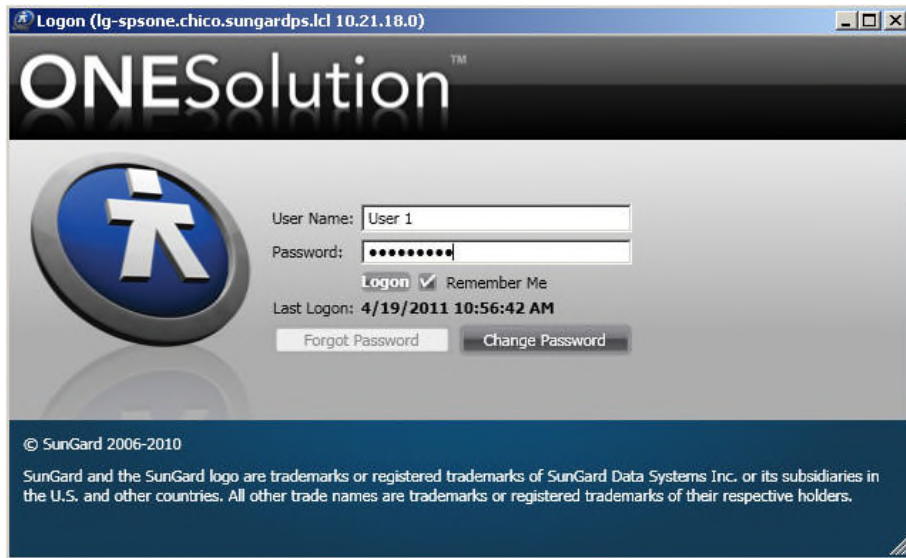 Logon (lg-spsone.chico.sungardps.lcl 10.21.18.0)
ONESolution™
User Name: User 1
Password: ●●●●●●●●●
Logon Remember Me
Last Logon: 4/19/2011 10:56:42 AM
Forgot Password Change Password
© SunGard 2006-2010
SunGard and the SunGard logo are trademarks or registered trademarks of SunGard Data Systems Inc. or its subsidiaries in
the U.S. and other countries. All other trade names are trademarks or registered trademarks of their respective holders.